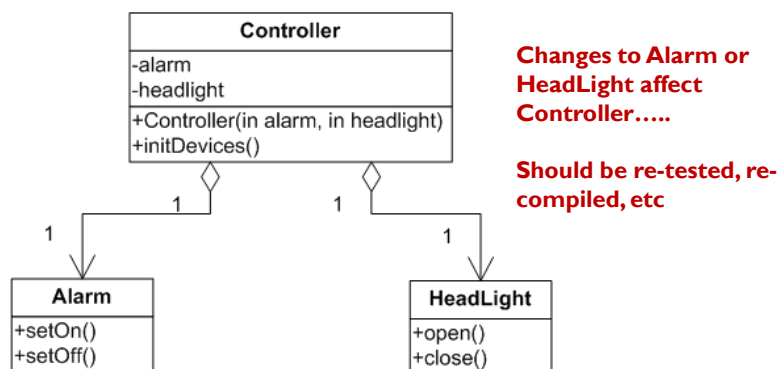 Controller
-alarm
-headlight
+Controller(in alarm, in headlight)
+initDevices()
Changes to Alarm or
HeadLight affect
Controller.....
Should be re-tested, re-
compiled, etc
1
1
1
1
Alarm
+setOn()
+setOff()
HeadLight
+open()
+close()